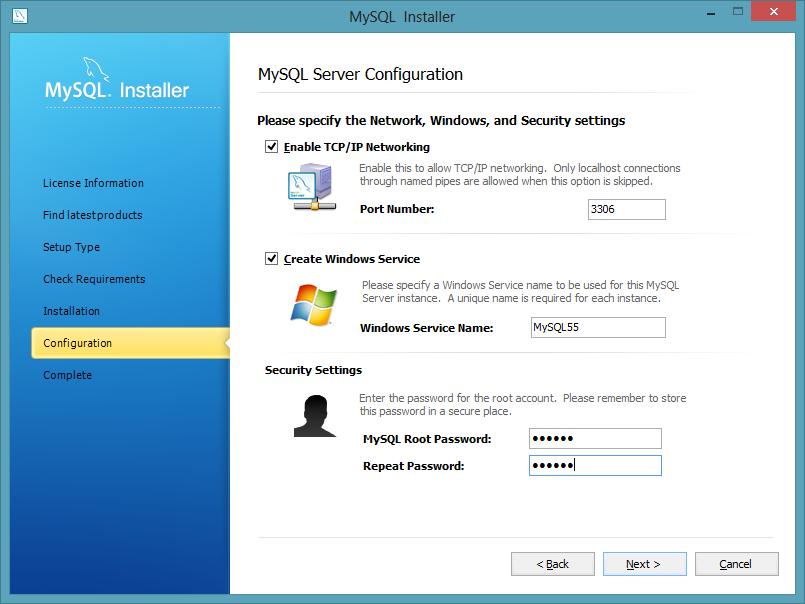 MySQL Installer
MySQL. Installer
License Information
Find latest products
Setup Type
Check Requirements
Installation
Configuration
Complete
MySQL Server Configuration
Please specify the Network, Windows, and Security settings
Enable TCP/IP Networking
Enable this to allow TCP/IP networking. Only localhost connections
through named pipes are allowed when this option is skipped.
Port Number: 3306
Create Windows Service
Please specify a Windows Service name to be used for this MySQL
Server instance. A unique name is required for each instance.
Windows Service Name: MySQL55
Security Settings
Enter the password for the root account. Please remember to store
this password in a secure place.
MySQL Root Password: ••••••
Repeat Password: ••••••
< Back Next > Cancel